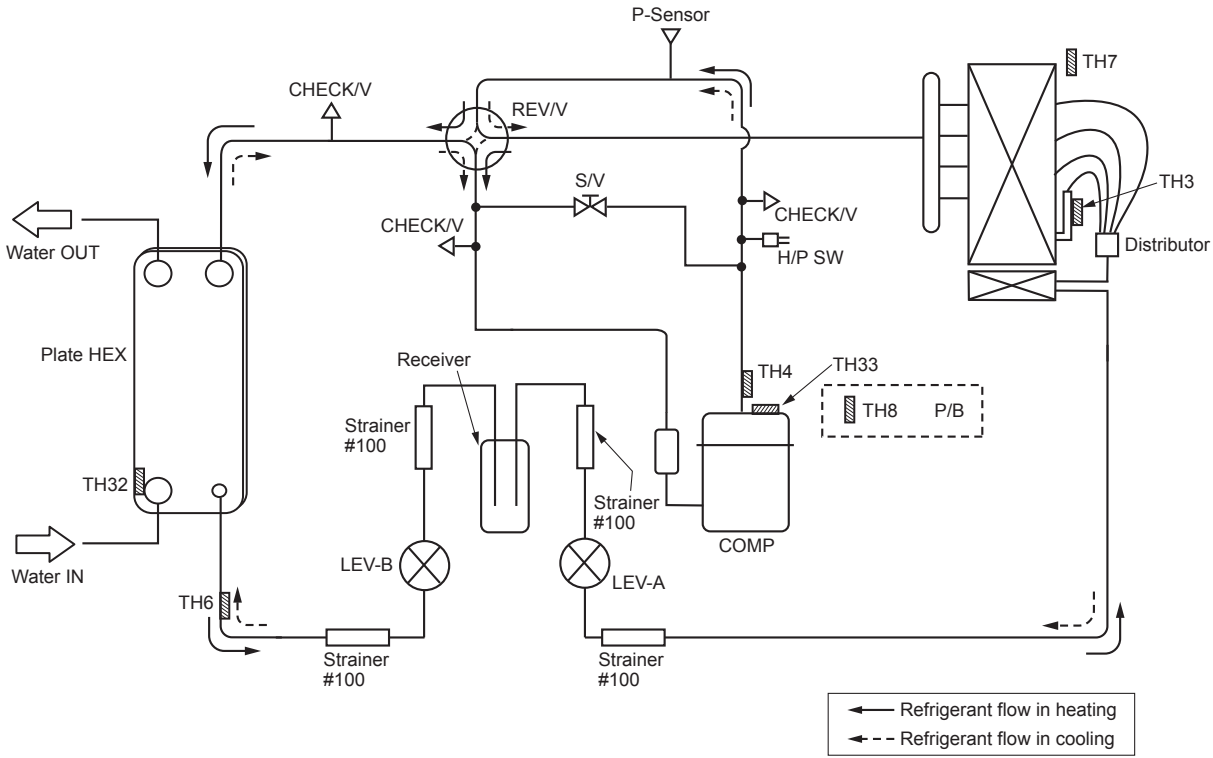 P-Sensor
TH7
CHECK/V
REV/V
TH3
S/V
CHECK/V
Water OUT
CHECK/V
Distributor
H/P SW
Plate HEX
Receiver
TH4
TH33
Strainer
#100
TH8 P/B
TH32
Strainer
#100
COMP
Water IN
LEV-B
LEV-A
TH6
Strainer
#100
Strainer
#100
Refrigerant flow in heating
Refrigerant flow in cooling